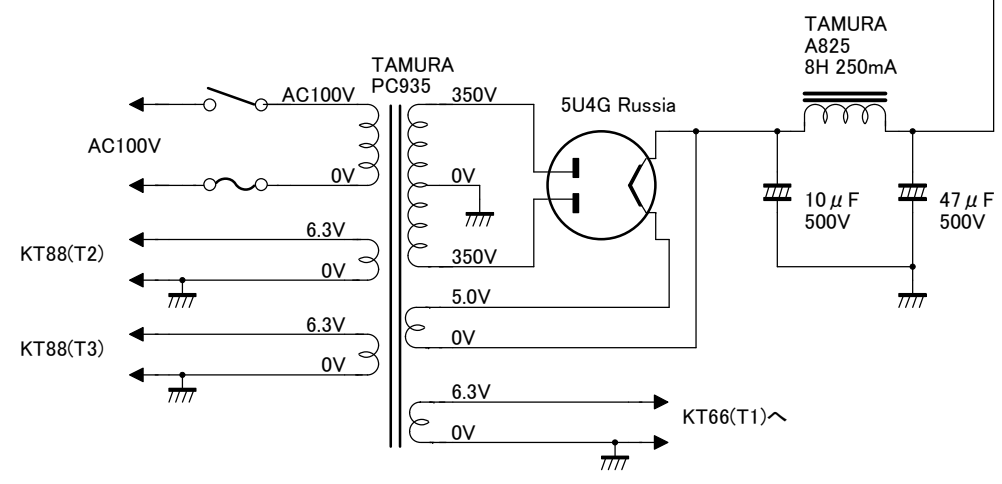 TAMURA
A825
8H 250mA
TAMURA
PC935
AC100V
350V
5U4G Russia
AC100V
0V
0V
10μF
500V
47μF
500V
KT88(T2)
6.3V
0V
350V
5.0V
0V
KT88(T3)
6.3V
0V
6.3V
0V
KT66(T1)へ